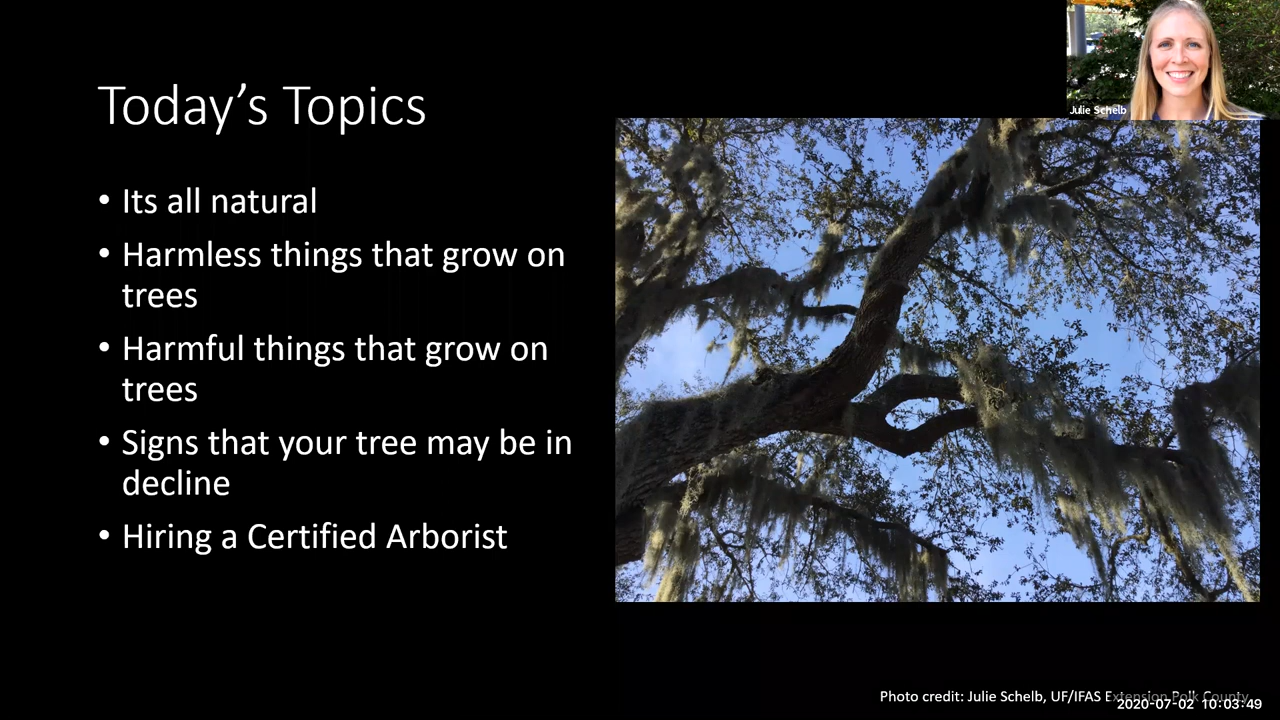 Today's Topics
Julie Schelb
• Its all natural
• Harmless things that grow on
trees
• Harmful things that grow on
trees
• Signs that your tree may be in
decline
• Hiring a Certified Arborist
Photo credit: Julie Schelb, UF/IFAS Extension Polk County
2020-07-02 10:03:49